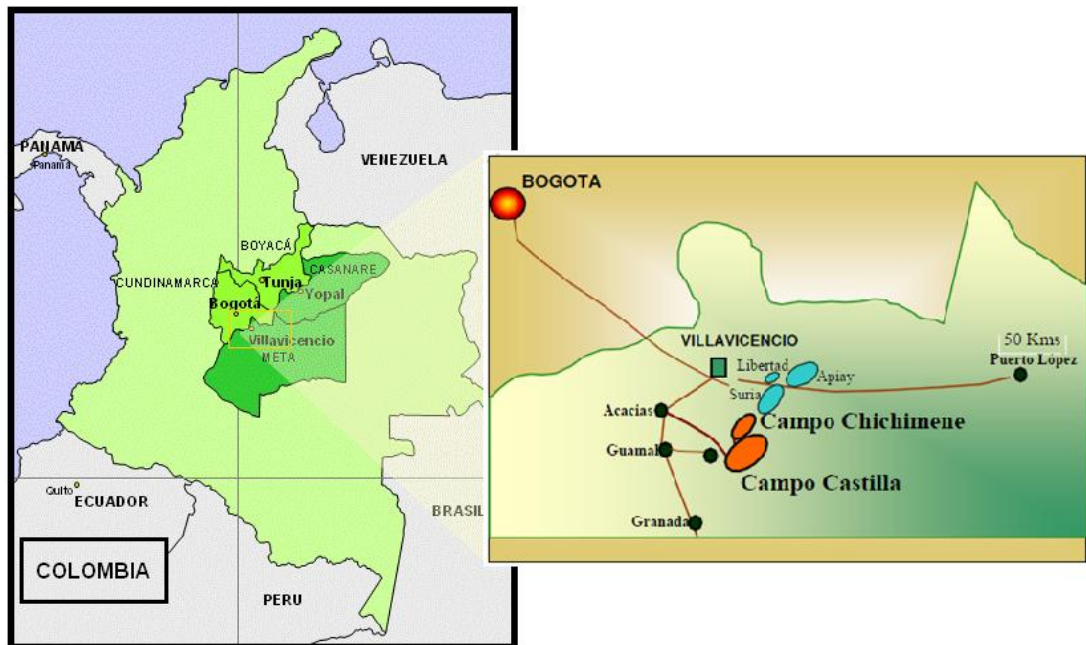 PANAMÁ
Panama
VENEZUELA
BOYACÁ
CASANARE
CUNDINAMARCA
Tunja
Yopal
Bogotá
Villavicencio
META
Quito
ECUADOR
BRASIL
PERU
COLOMBIA
BOGOTA
VILLAVICENCIO
50 Kms
Puerto López
Libertad
Apiay
Suria
Acacias
Campo Chichimene
Guamal
Campo Castilla
Granada